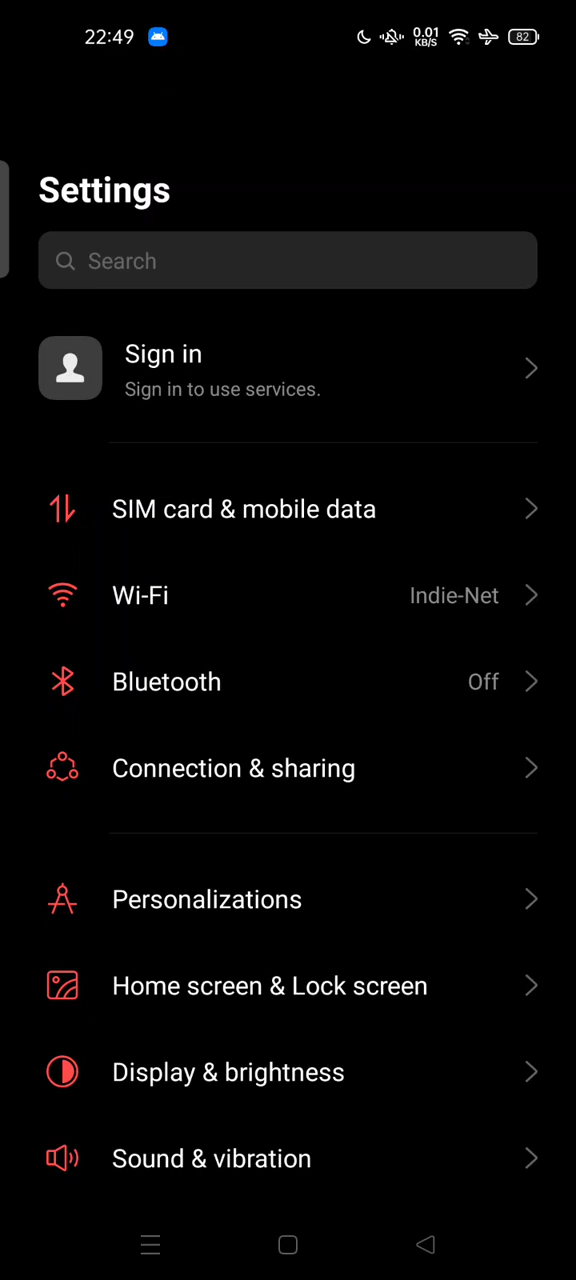 22:49
0.01
KB/S
82
Settings
Search
Sign in
Sign in to use services.
SIM card & mobile data
Wi-Fi
Indie-Net
Bluetooth
Off
Connection & sharing
Personalizations
Home screen & Lock screen
Display & brightness
Sound & vibration